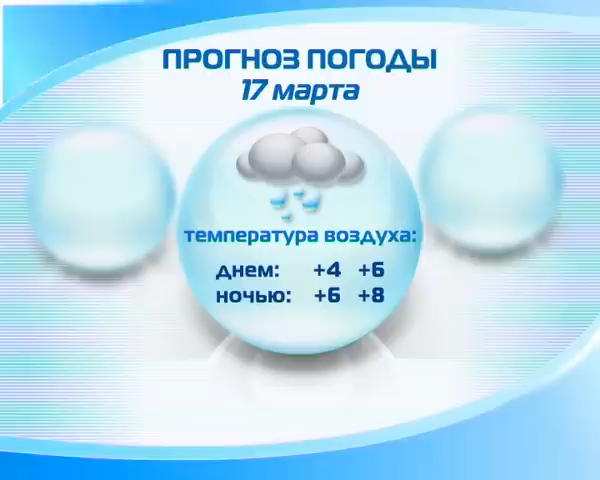 ПРОГНОЗ ПОГОДЫ
17 марта
температура воздуха:
днем: +4 +6
ночью: +6 +8